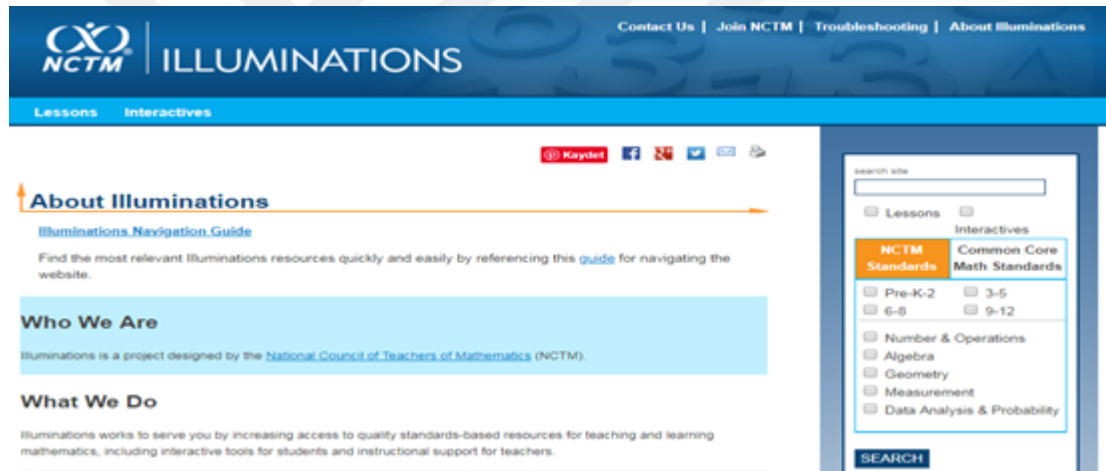 Contact Us | Join NCTM | Troubleshooting | About Illuminations
NCTM ILLUMINATIONS
Lessons Interactives
Kaydet
About Illuminations
Illuminations Navigation Guide
Find the most relevant Illuminations resources quickly and easily by referencing this guide for navigating the
website.
Who We Are
Illuminations is a project designed by the National Council of Teachers of Mathematics (NCTM).
What We Do
Illuminations works to serve you by increasing access to quality standards-based resources for teaching and learning
mathematics, including interactive tools for students and instructional support for teachers.
search site
Lessons
Interactives
NCTM Standards
Common Core Math Standards
Pre-K-2 3-5
6-8 9-12
Number & Operations
Algebra
Geometry
Measurement
Data Analysis & Probability
SEARCH